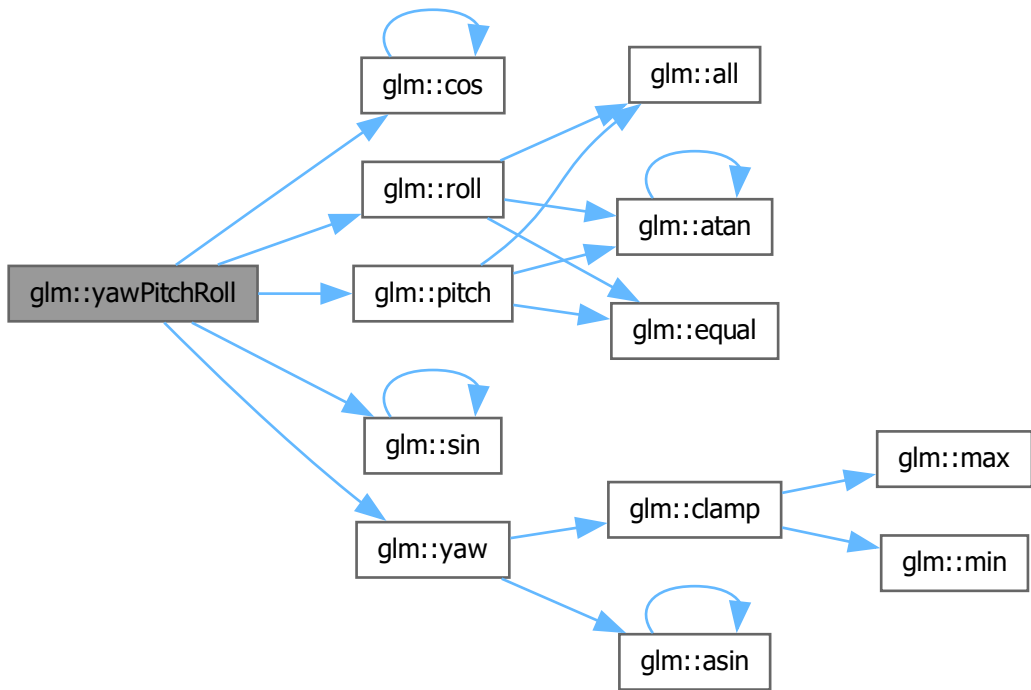 glm::yawPitchRoll
glm::cos
glm::roll
glm::pitch
glm::sin
glm::yaw
glm::all
glm::atan
glm::equal
glm::clamp
glm::asin
glm::max
glm::min